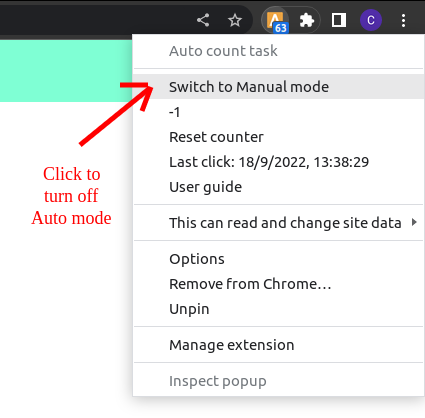 A
63
C
Auto count task
Switch to Manual mode
-1
Reset counter
Last click: 18/9/2022, 13:38:29
User guide
This can read and change site data
Options
Remove from Chrome…
Unpin
Manage extension
Inspect popup
Click to
turn off
Auto mode